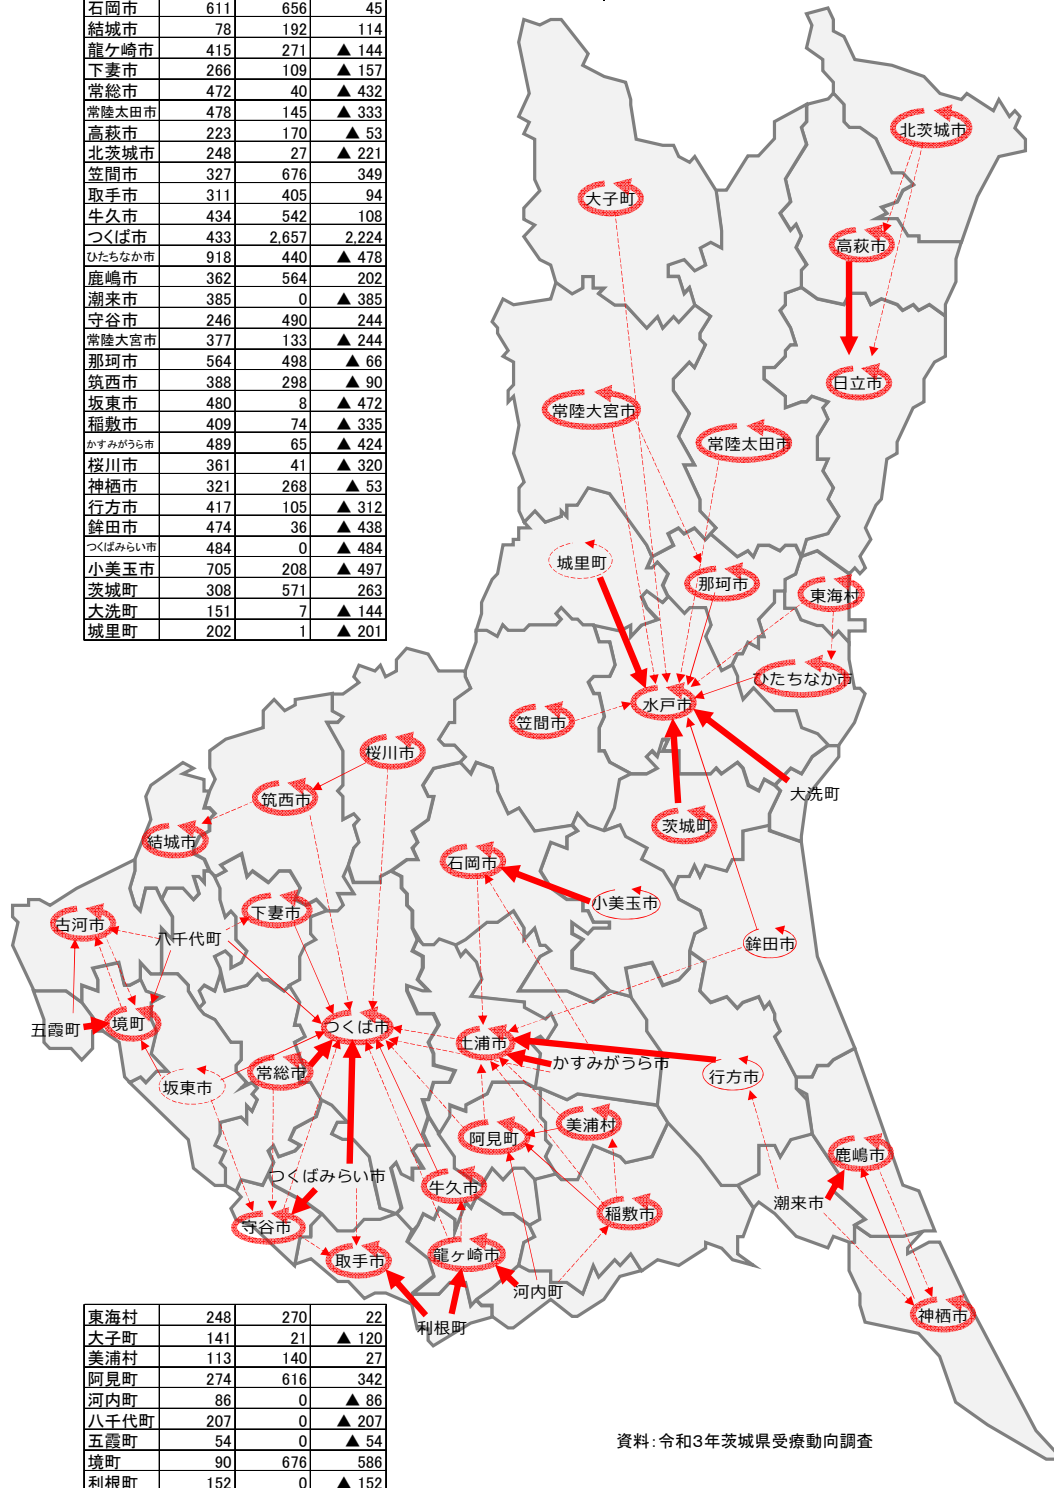 石岡市 611 656 45
結城市 78 192 114
龍ケ崎市 415 271 ▲ 144
下妻市 266 109 ▲ 157
常総市 472 40 ▲ 432
常陸太田市 478 145 ▲ 333
高萩市 223 170 ▲ 53
北茨城市 248 27 ▲ 221
笠間市 327 676 349
取手市 311 405 94
牛久市 434 542 108
つくば市 433 2,657 2,224
ひたちなか市 918 440 ▲ 478
鹿嶋市 362 564 202
潮来市 385 0 ▲ 385
守谷市 246 490 244
常陸大宮市 377 133 ▲ 244
那珂市 564 498 ▲ 66
筑西市 388 298 ▲ 90
坂東市 480 8 ▲ 472
稲敷市 409 74 ▲ 335
かすみがうら市 489 65 ▲ 424
桜川市 361 41 ▲ 320
神栖市 321 268 ▲ 53
行方市 417 105 ▲ 312
鉾田市 474 36 ▲ 438
つくばみらい市 484 0 ▲ 484
小美玉市 705 208 ▲ 497
茨城町 308 571 263
大洗町 151 7 ▲ 144
城里町 202 1 ▲ 201
北茨城市
大子町
高萩市
日立市
常陸大宮市
常陸太田市
城里町
那珂市
東海村
ひたちなか市
水戸市
笠間市
桜川市
大洗町
筑西市
茨城町
結城市
石岡市
小美玉市
下妻市
古河市
八千代町
鉾田市
五霞町
境町
つくば市
土浦市
かすみがうら市
常総市
行方市
坂東市
美浦村
阿見町
鹿嶋市
つくばみらい市
牛久市
潮来市
稲敷市
守谷市
龍ヶ崎市
取手市
河内町
神栖市
利根町
東海村 248 270 22
大子町 141 21 ▲ 120
美浦村 113 140 27
阿見町 274 616 342
河内町 86 0 ▲ 86
八千代町 207 0 ▲ 207
五霞町 54 0 ▲ 54
境町 90 676 586
利根町 152 0 ▲ 152
資料：令和３年茨城県受療動向調査